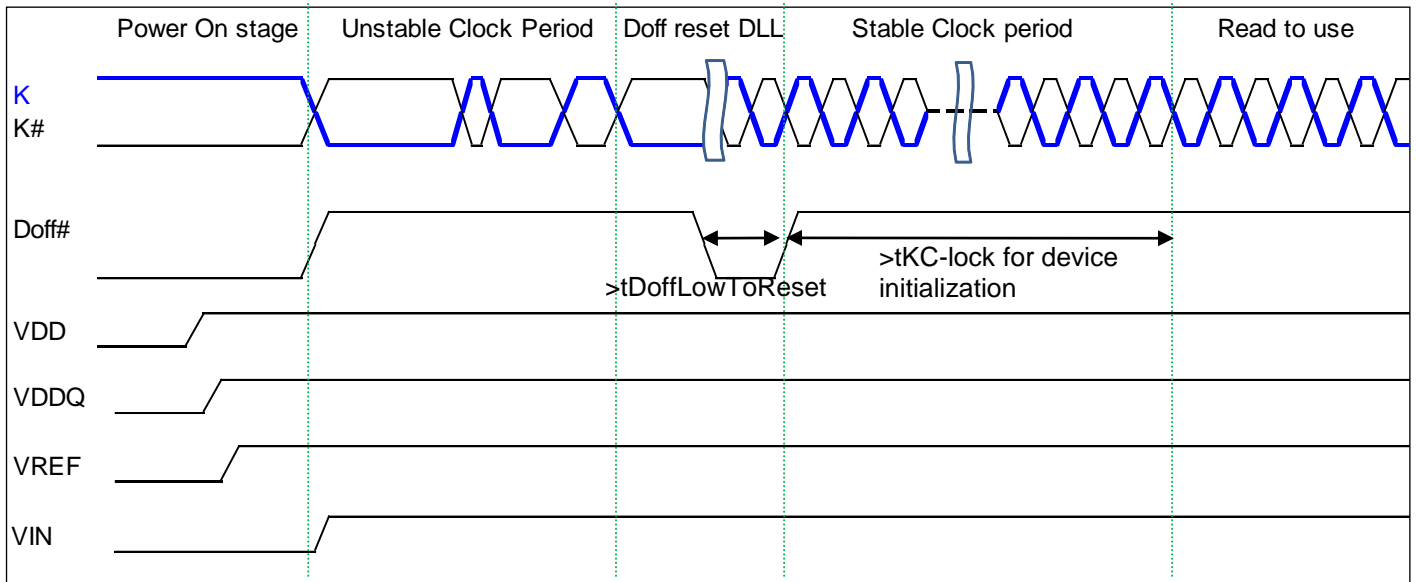 Power On stage
Unstable Clock Period
Doff reset DLL
Stable Clock period
Read to use
K
K#
Doff#
>tDoffLowToReset
>tKC-lock for device
initialization
VDD
VDDQ
VREF
VIN